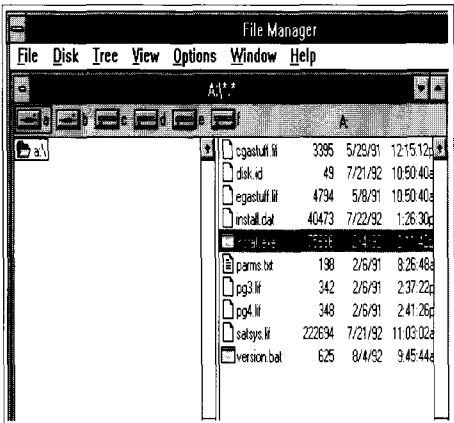 File Manager
File Disk Tree View Options Window Help
A:\*.*
a b c d e f
A
a:\
cgastuff.lif 3395 5/29/91 12:15:12p
disk.id 49 7/21/92 10:50:40a
egastuff.lif 4794 5/8/91 10:50:40a
install.dat 40473 7/22/92 1:26:30p
parms.txt 198 2/6/91 8:26:48a
pg3.lif 342 2/6/91 2:37:22p
pg4.lif 348 2/6/91 2:41:26p
salsys.lif 222694 7/21/92 11:03:02a
version.bat 625 8/4/92 9:45:44a